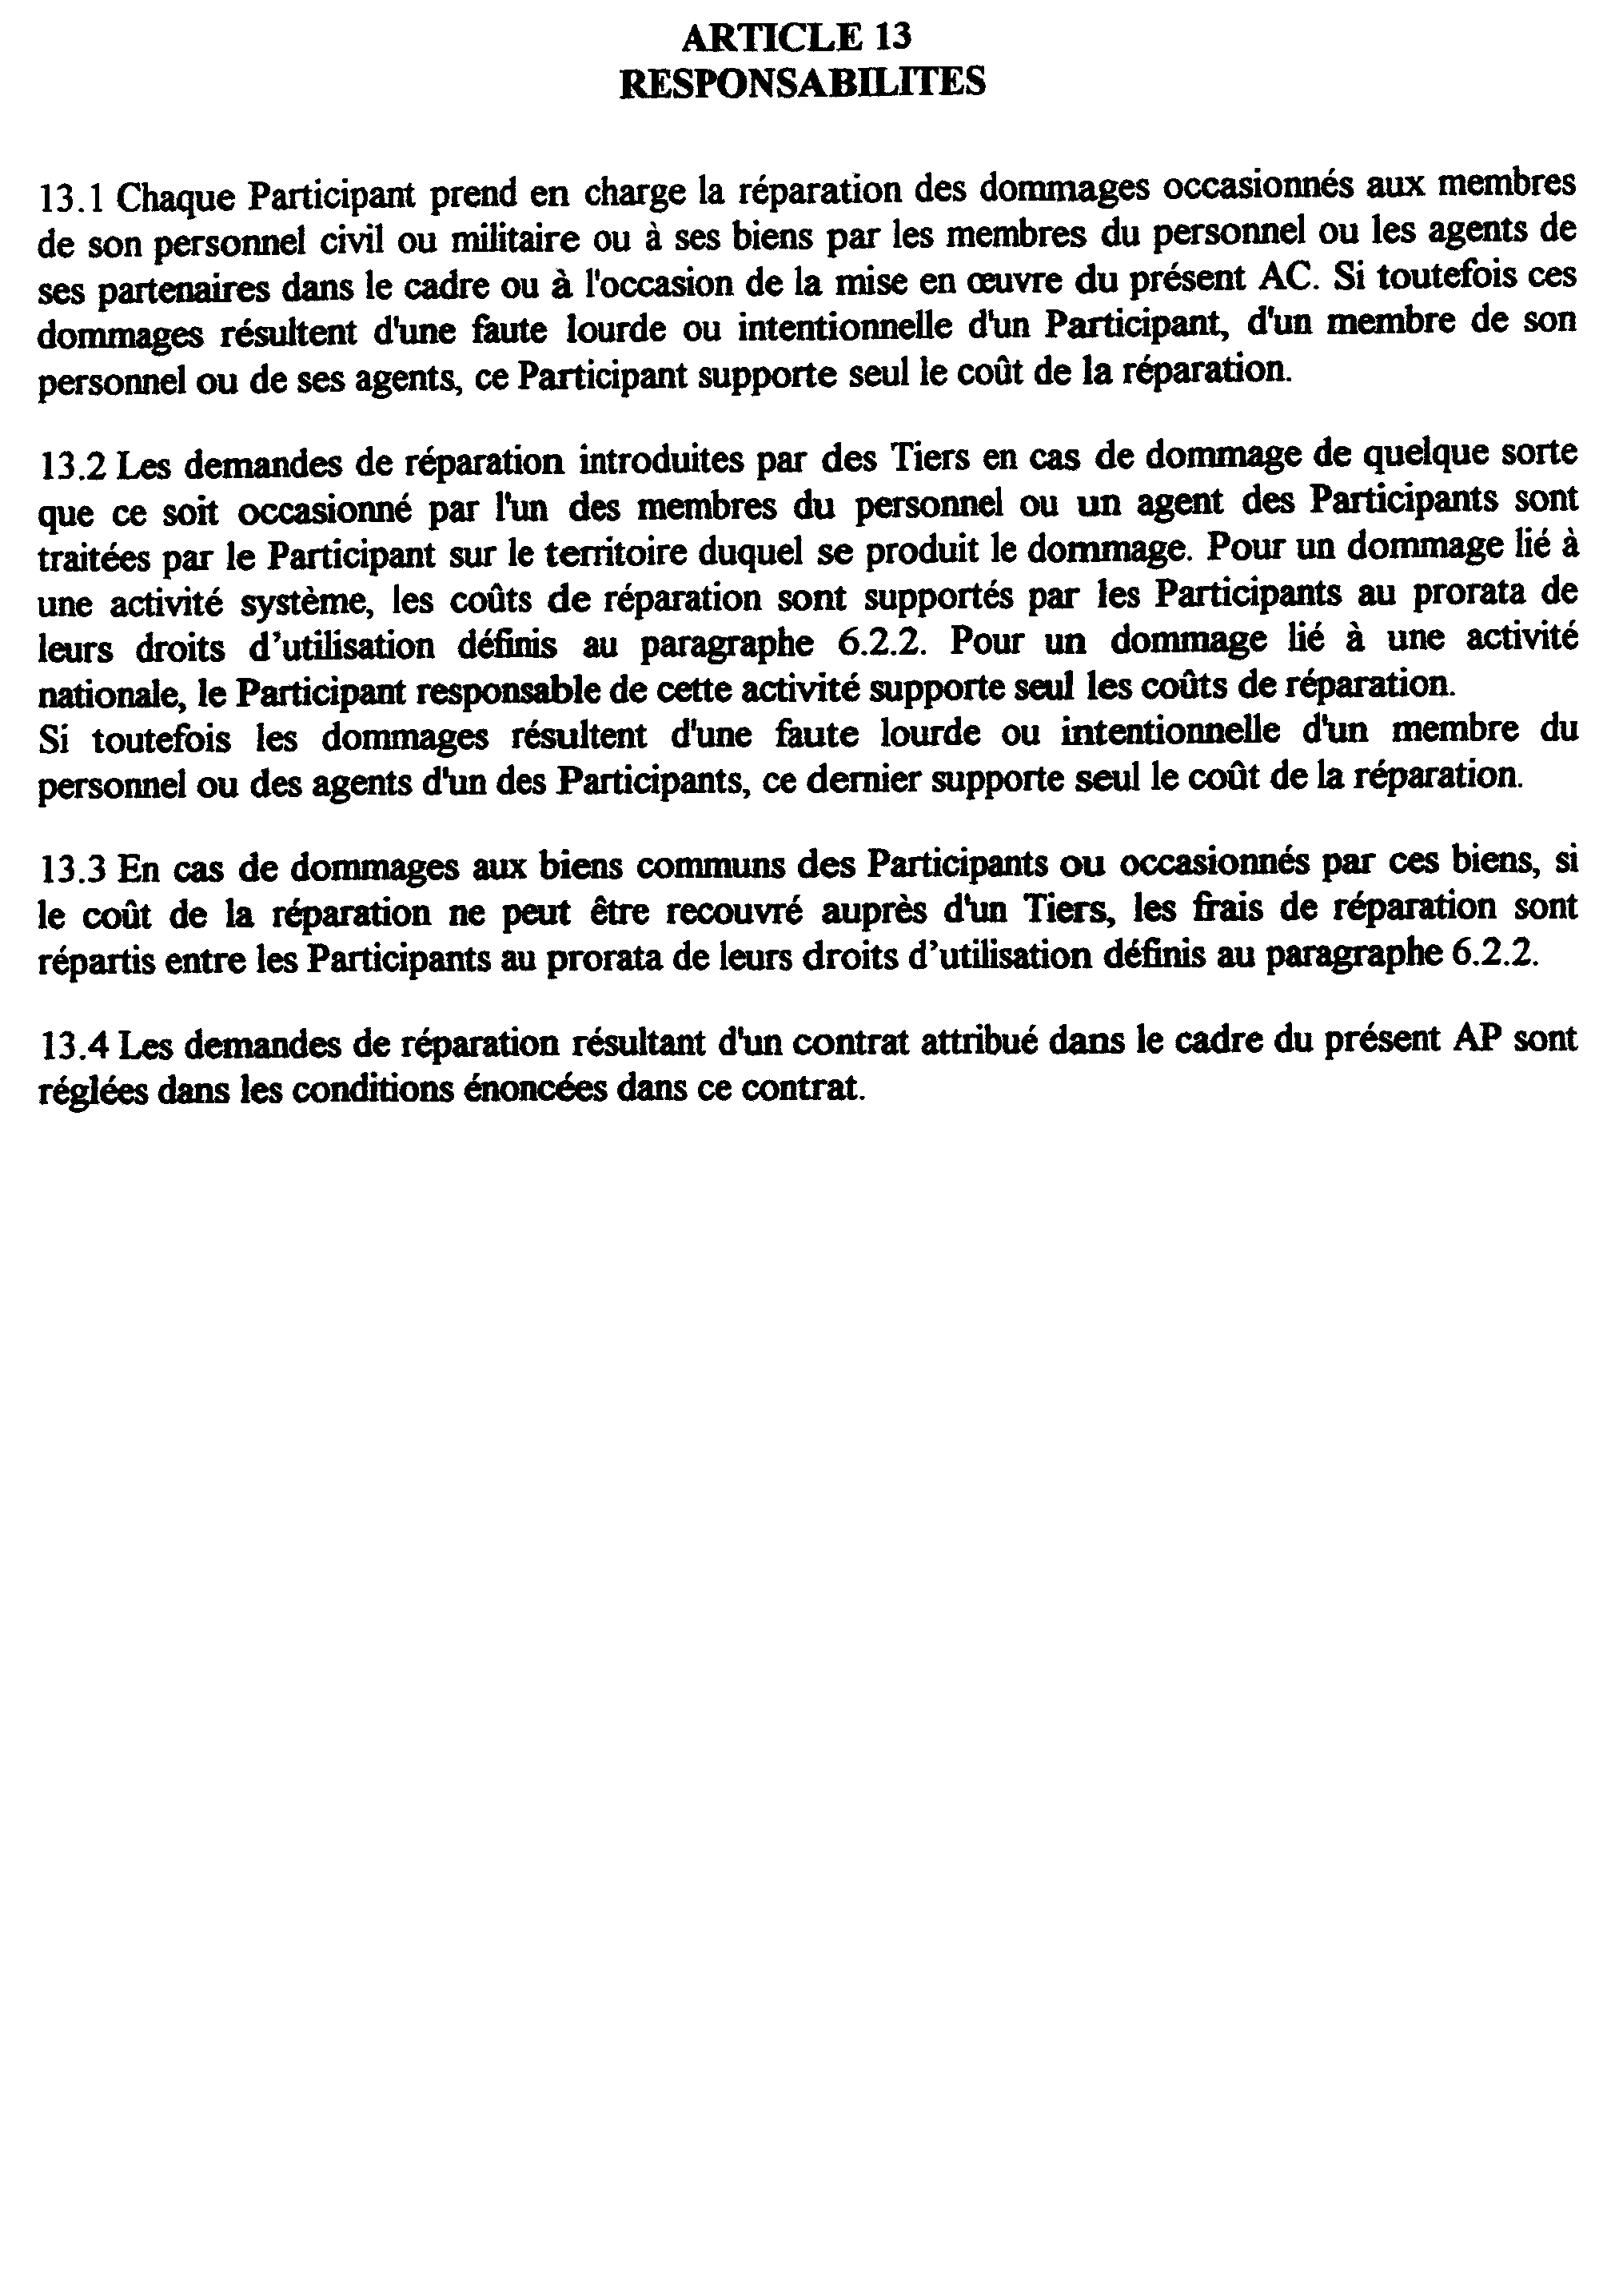 ARTICLE 13
RESPONSABILITES
13.1 Chaque Participant prend en charge la réparation des dommages occasionnés aux membres
de son personnel civil ou militaire ou à ses biens par les membres du personnel ou les agents de
ses partenaires dans le cadre ou à l'occasion de la mise en œuvre du présent AC. Si toutefois ces
dommages résultent d'une faute lourde ou intentionnelle d'un Participant, d'un membre de son
personnel ou de ses agents, ce Participant supporte seul le coût de la réparation.
13.2 Les demandes de réparation introduites par des Tiers en cas de dommage de quelque sorte
que ce soit occasionné par l'un des membres du personnel ou un agent des Participants sont
traitées par le Participant sur le territoire duquel se produit le dommage. Pour un dommage lié à
une activité système, les coûts de réparation sont supportés par les Participants au prorata de
leurs droits d’utilisation définis au paragraphe 6.2.2. Pour un dommage lié à une activité
nationale, le Participant responsable de cette activité supporte seul les coûts de réparation.
Si toutefois les dommages résultent d'une faute lourde ou intentionnelle d'un membre du
personnel ou des agents d'un des Participants, ce dernier supporte seul le coût de la réparation.
13.3 En cas de dommages aux biens communs des Participants ou occasionnés par ces biens, si
le coût de la réparation ne peut être recouvré auprès d'un Tiers, les frais de réparation sont
répartis entre les Participants au prorata de leurs droits d’utilisation définis au paragraphe 6.2.2.
13.4 Les demandes de réparation résultant d'un contrat attribué dans le cadre du présent AP sont
réglées dans les conditions énoncées dans ce contrat.